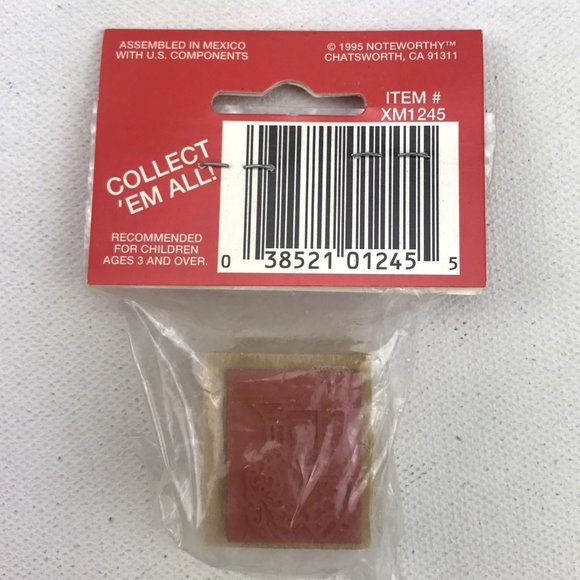 ASSEMBLED IN MEXICO
WITH U.S. COMPONENTS
© 1995 NOTEWORTHY™
CHATSWORTH, CA 91311
ITEM #
XM1245
COLLECT
'EM ALL!
RECOMMENDED
FOR CHILDREN
AGES 3 AND OVER.
0 38521 01245 5